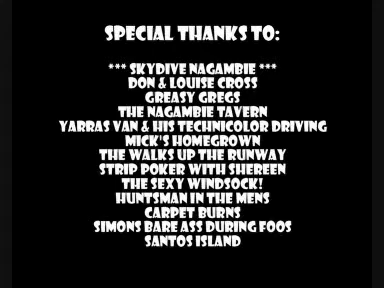 SPECIAL THANKS TO:
*** SKYDIVE NAGAMBIE ***
DON & LOUISE CROSS
GREASY GREGS
THE NAGAMBIE TAVERN
YARRAS VAN & HIS TECHNICOLOR DRIVING
MICK'S HOMEGROWN
THE WALKS UP THE RUNWAY
STRIP POKER WITH SHEREEN
THE SEXY WINDSOCK!
HUNTSMAN IN THE MENS
CARPET BURNS
SIMONS BARE ASS DURING FOOS
SANTOS ISLAND